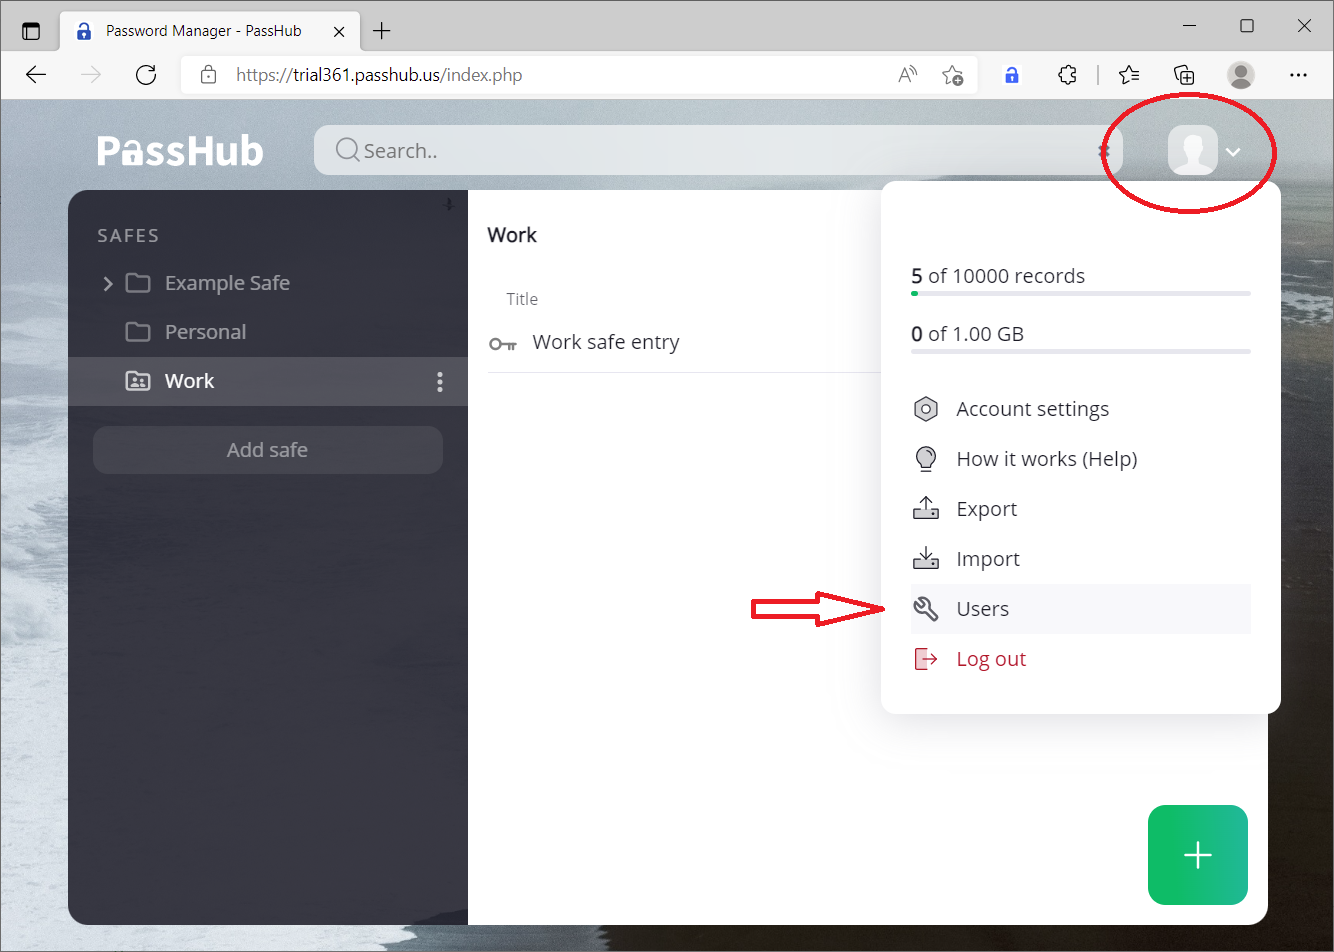 Password Manager - PassHub
https://trial361.passhub.us/index.php
PassHub
Search..
SAFES
Example Safe
Personal
Work
Add safe
Work
Title
Work safe entry
5 of 10000 records
0 of 1.00 GB
Account settings
How it works (Help)
Export
Import
Users
Log out